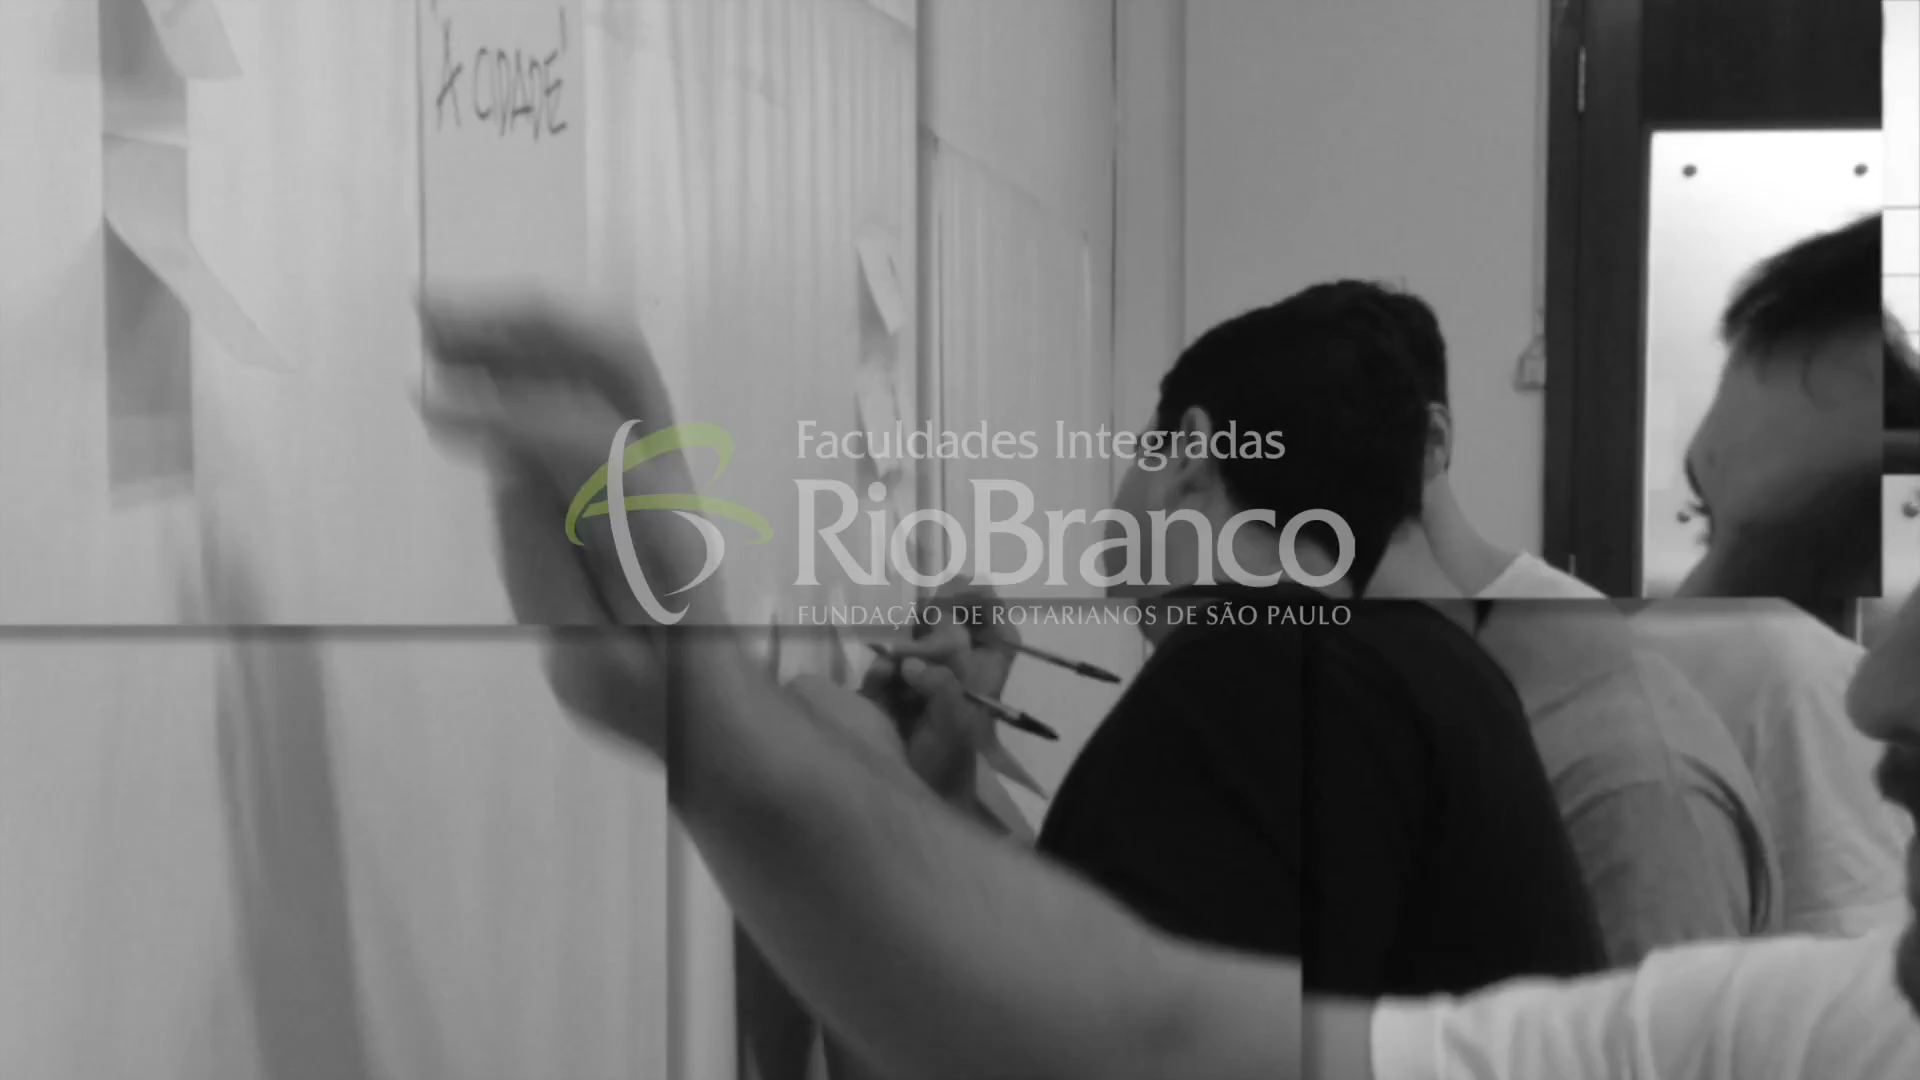 'A CIDADE'
Faculdades Integradas
RioBranco
FUNDAÇÃO DE ROTARIANOS DE SÃO PAULO